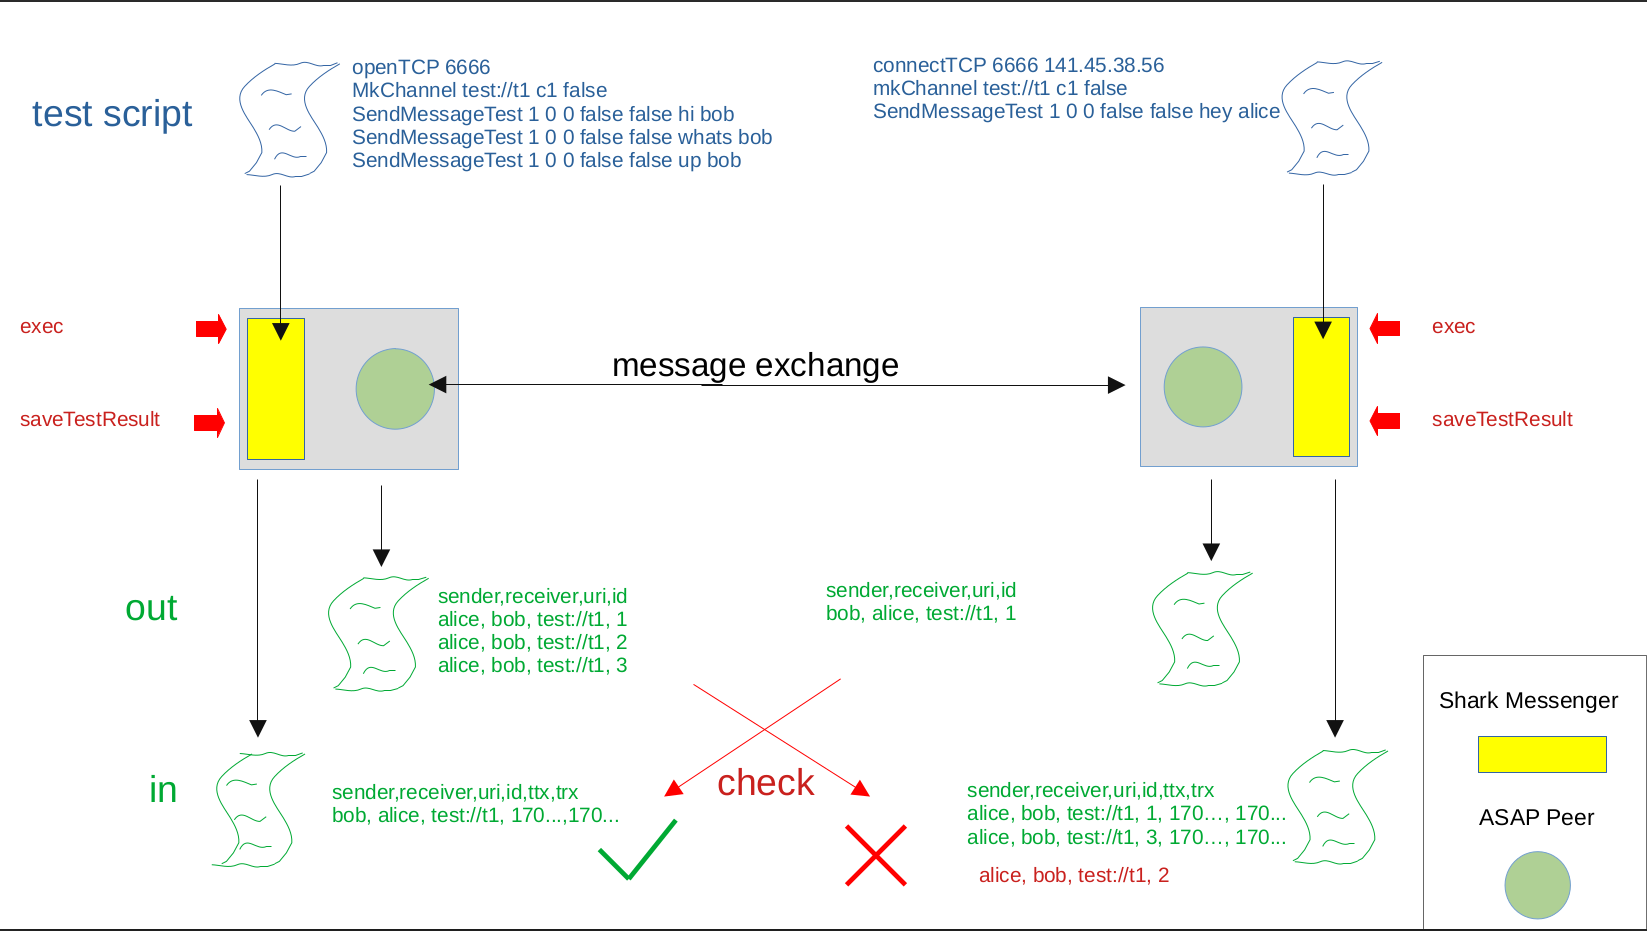 test script
openTCP 6666
MkChannel test://t1 c1 false
SendMessageTest 1 0 0 false false hi bob
SendMessageTest 1 0 0 false false whats bob
SendMessageTest 1 0 0 false false up bob
connectTCP 6666 141.45.38.56
mkChannel test://t1 c1 false
SendMessageTest 1 0 0 false false hey alice
exec
saveTestResult
message exchange
exec
saveTestResult
out
sender,receiver,uri,id
alice, bob, test://t1, 1
alice, bob, test://t1, 2
alice, bob, test://t1, 3
sender,receiver,uri,id
bob, alice, test://t1, 1
in
sender,receiver,uri,id,ttx,trx
bob, alice, test://t1, 170...,170...
check
sender,receiver,uri,id,ttx,trx
alice, bob, test://t1, 1, 170…, 170...
alice, bob, test://t1, 3, 170…, 170...
alice, bob, test://t1, 2
Shark Messenger
ASAP Peer